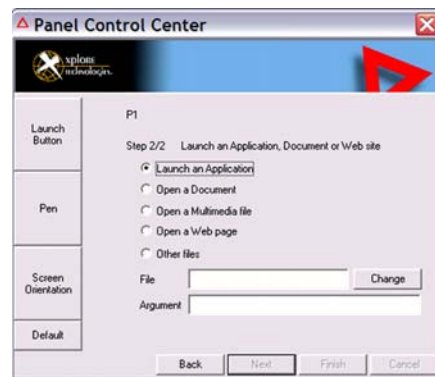 Panel Control Center
xplore
technologies.
Launch
Button
Pen
Screen
Orientation
Default
P1
Step 2/2 Launch an Application, Document or Web site
Launch an Application
Open a Document
Open a Multimedia file
Open a Web page
Other files
File
Change
Argument
Back
Next
Finish
Cancel